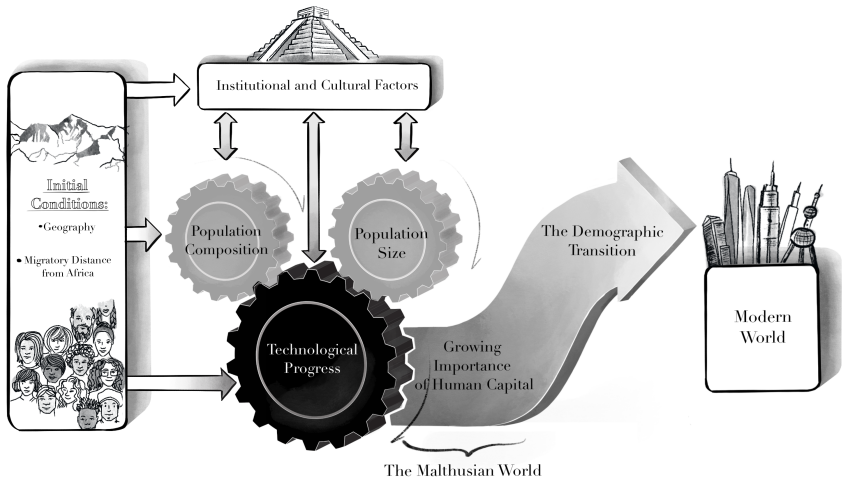 Institutional and Cultural Factors
Initial
Conditions:
•Geography
• Migratory Distance
from Africa
Population
Composition
Population
Size
Technological
Progress
Growing
Importance
of Human Capital
The Demographic
Transition
Modern
World
The Malthusian World